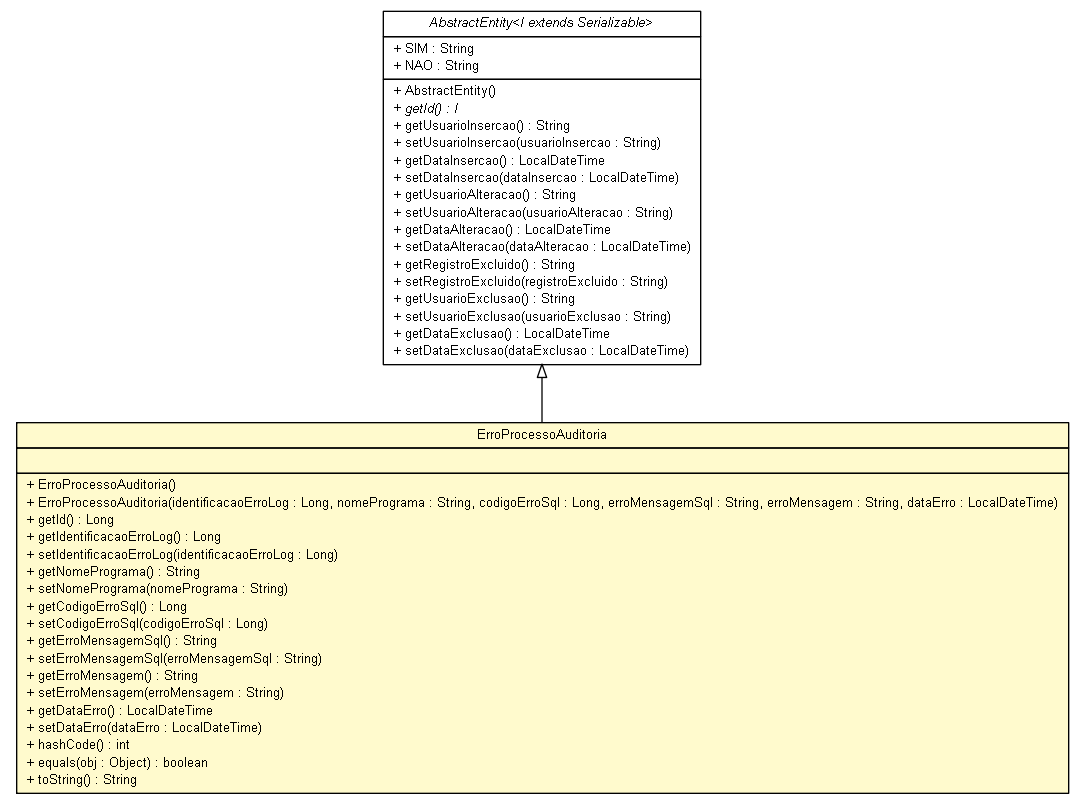 AbstractEntity<I extends Serializable>
+ SIM : String
+ NAO : String
+ AbstractEntity()
+ getId() : I
+ getUsuarioInsercao() : String
+ setUsuarioInsercao(usuarioInsercao : String)
+ getDataInsercao() : LocalDateTime
+ setDataInsercao(dataInsercao : LocalDateTime)
+ getUsuarioAlteracao() : String
+ setUsuarioAlteracao(usuarioAlteracao : String)
+ getDataAlteracao() : LocalDateTime
+ setDataAlteracao(dataAlteracao : LocalDateTime)
+ getRegistroExcluido() : String
+ setRegistroExcluido(registroExcluido : String)
+ getUsuarioExclusao() : String
+ setUsuarioExclusao(usuarioExclusao : String)
+ getDataExclusao() : LocalDateTime
+ setDataExclusao(dataExclusao : LocalDateTime)
ErroProcessoAuditoria
+ ErroProcessoAuditoria()
+ ErroProcessoAuditoria(identificacaoErroLog : Long, nomePrograma : String, codigoErroSql : Long, erroMensagemSql : String, erroMensagem : String, dataErro : LocalDateTime)
+ getId() : Long
+ getIdentificacaoErroLog() : Long
+ setIdentificacaoErroLog(identificacaoErroLog : Long)
+ getNomePrograma() : String
+ setNomePrograma(nomePrograma : String)
+ getCodigoErroSql() : Long
+ setCodigoErroSql(codigoErroSql : Long)
+ getErroMensagemSql() : String
+ setErroMensagemSql(erroMensagemSql : String)
+ getErroMensagem() : String
+ setErroMensagem(erroMensagem : String)
+ getDataErro() : LocalDateTime
+ setDataErro(dataErro : LocalDateTime)
+ hashCode() : int
+ equals(obj : Object) : boolean
+ toString() : String